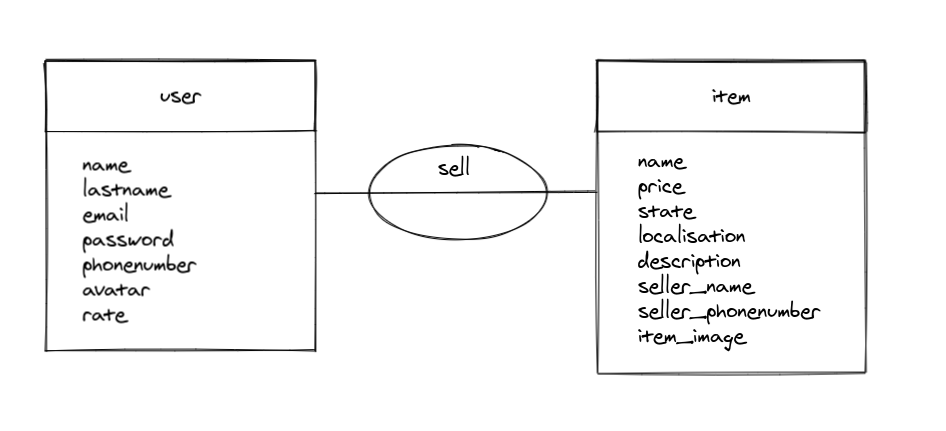 user
name
lastname
email
password
phonenumber
avatar
rate
sell
item
name
price
state
localisation
description
seller_name
seller_phonenumber
item_image